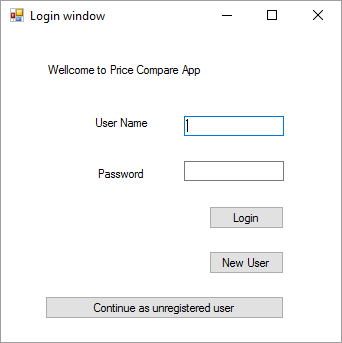 Login window
Wellcome to Price Compare App
User Name
Password
Login
New User
Continue as unregistered user